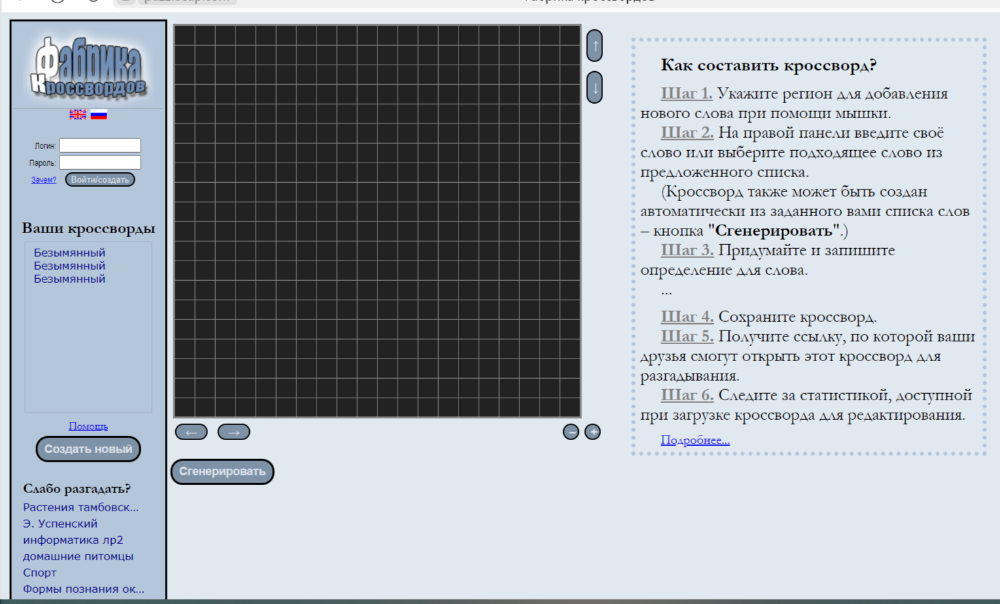 Фабрика
Кроссвордов
Логин:
Пароль:
Зачем? Войти/создать
Ваши кроссворды
Безымянный
Безымянный
Безымянный
Помощь
Создать новый
Слабо разгадать?
Растения тамбовск...
Э. Успенский
информатика лр2
домашние питомцы
Спорт
Формы познания ок...
↑
↓
← →
− +
Сгенерировать
Как составить кроссворд?
Шаг 1. Укажите регион для добавления
нового слова при помощи мышки.
Шаг 2. На правой панели введите своё
слово или выберите подходящее слово из
предложенного списка.
(Кроссворд также может быть создан
автоматически из заданного вами списка слов
– кнопка "Сгенерировать".)
Шаг 3. Придумайте и запишите
определение для слова.
...
Шаг 4. Сохраните кроссворд.
Шаг 5. Получите ссылку, по которой ваши
друзья смогут открыть этот кроссворд для
разгадывания.
Шаг 6. Следите за статистикой, доступной
при загрузке кроссворда для редактирования.
Подробнее...